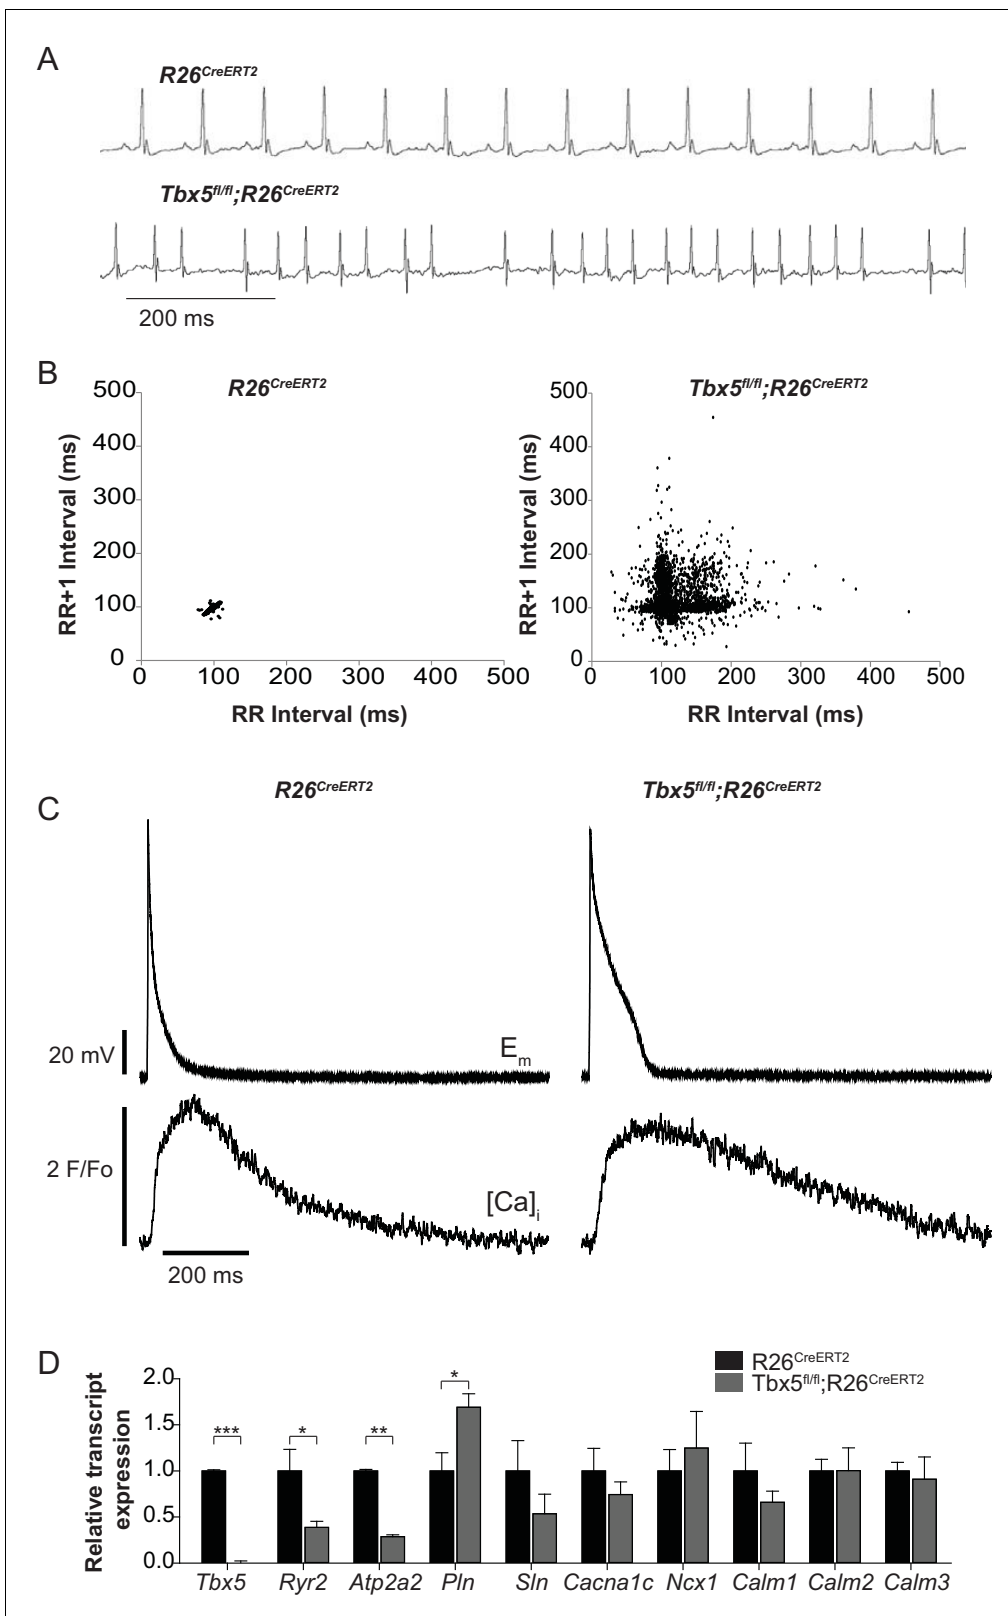 A
R26CreERT2
Tbx5fl/fl;R26CreERT2
200 ms
B
R26CreERT2
Tbx5fl/fl;R26CreERT2
500
400
300
200
100
0
RR+1 Interval (ms)
0 100 200 300 400 500
RR Interval (ms)
500
400
300
200
100
0
RR+1 Interval (ms)
0 100 200 300 400 500
RR Interval (ms)
C
R26CreERT2
Tbx5fl/fl;R26CreERT2
20 mV
Em
2 F/Fo
[Ca]i
200 ms
D
R26CreERT2
Tbx5fl/fl;R26CreERT2
Relative transcript
expression
2.0
1.5
1.0
0.5
0.0
*** * ** *
Tbx5 Ryr2 Atp2a2 Pln Sln Cacna1c Ncx1 Calm1 Calm2 Calm3